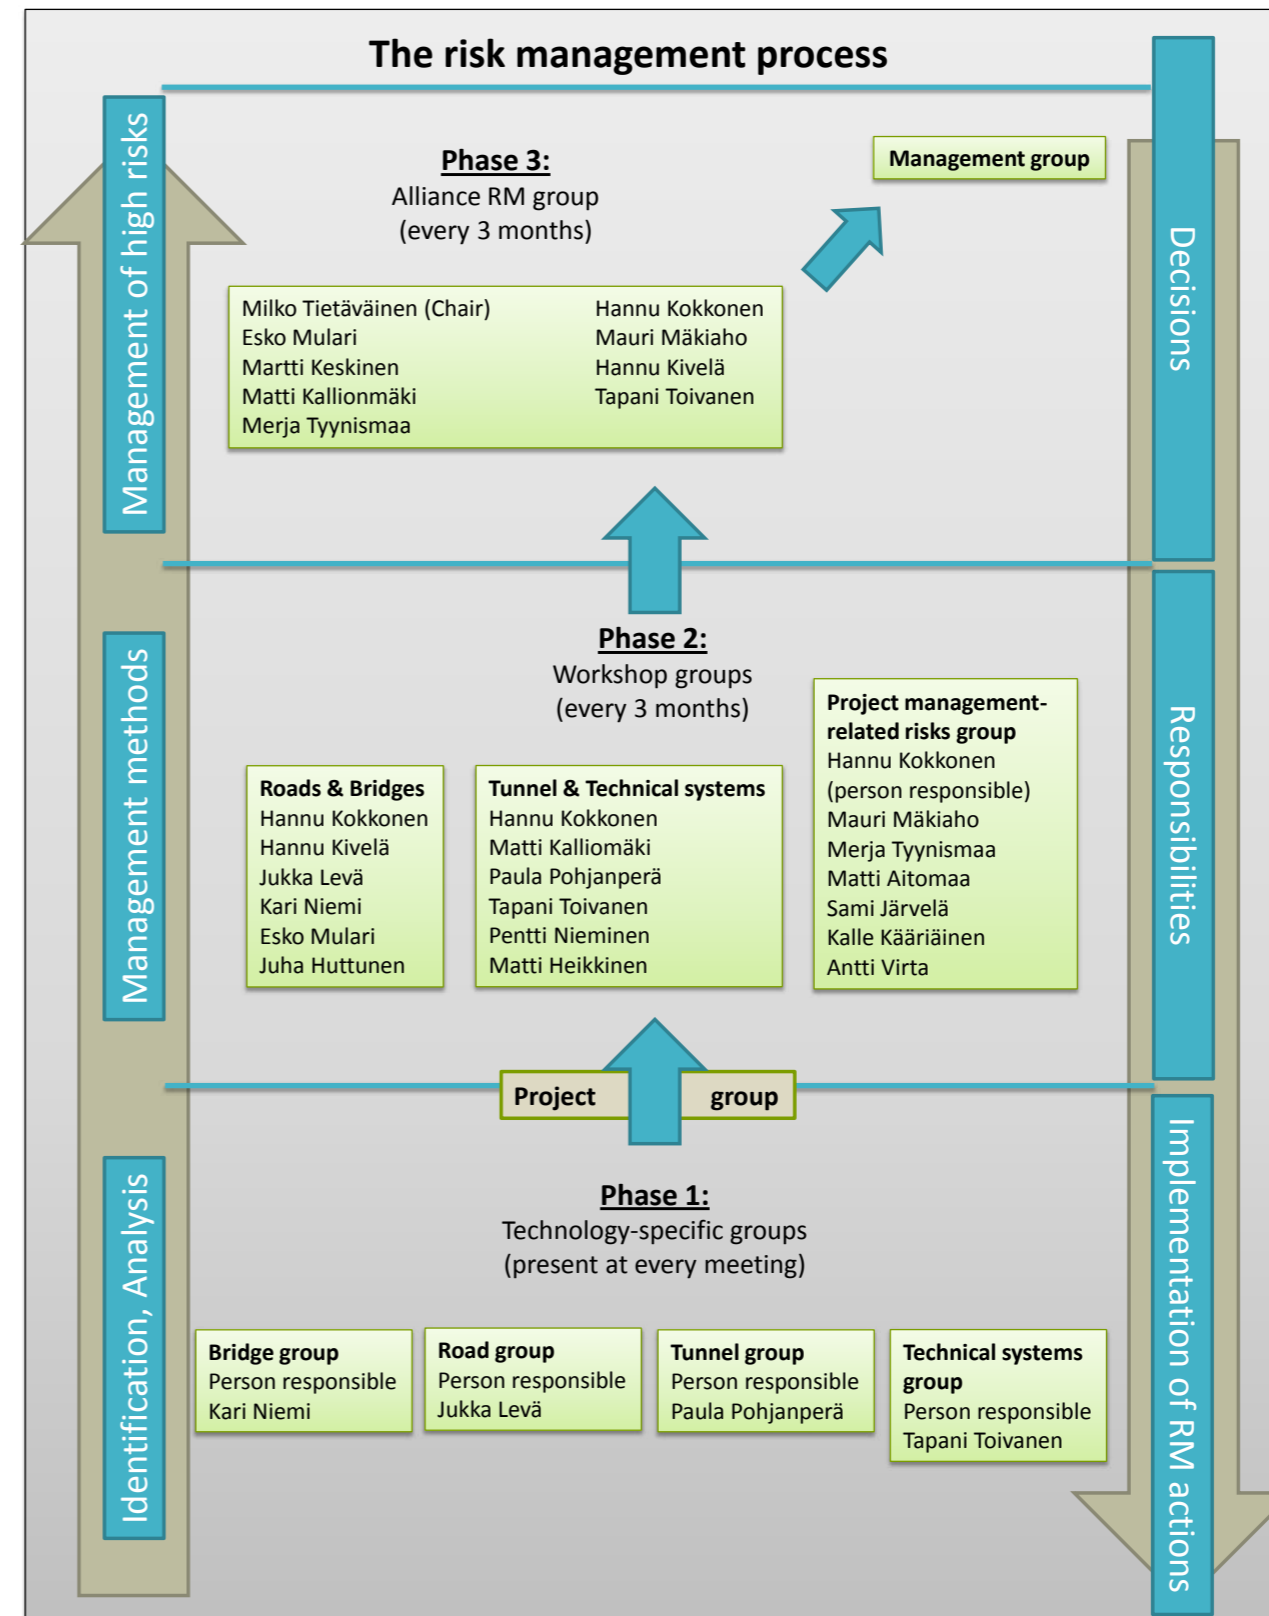 The risk management process
Management of high risks
Phase 3:
Alliance RM group
(every 3 months)
Management group
Decisions
Milko Tietäväinen (Chair)
Esko Mulari
Martti Keskinen
Matti Kallionmäki
Merja Tyynismaa
Hannu Kokkonen
Mauri Mäkiaho
Hannu Kivelä
Tapani Toivanen
Management methods
Phase 2:
Workshop groups
(every 3 months)
Responsibilities
Roads & Bridges
Hannu Kokkonen
Hannu Kivelä
Jukka Levä
Kari Niemi
Esko Mulari
Juha Huttunen
Tunnel & Technical systems
Hannu Kokkonen
Matti Kalliomäki
Paula Pohjanperä
Tapani Toivanen
Pentti Nieminen
Matti Heikkinen
Project management-
related risks group
Hannu Kokkonen
(person responsible)
Mauri Mäkiaho
Merja Tyynismaa
Matti Aitomaa
Sami Järvelä
Kalle Kääriäinen
Antti Virta
Project group
Identification, Analysis
Phase 1:
Technology-specific groups
(present at every meeting)
Implementation of RM actions
Bridge group
Person responsible
Kari Niemi
Road group
Person responsible
Jukka Levä
Tunnel group
Person responsible
Paula Pohjanperä
Technical systems
group
Person responsible
Tapani Toivanen